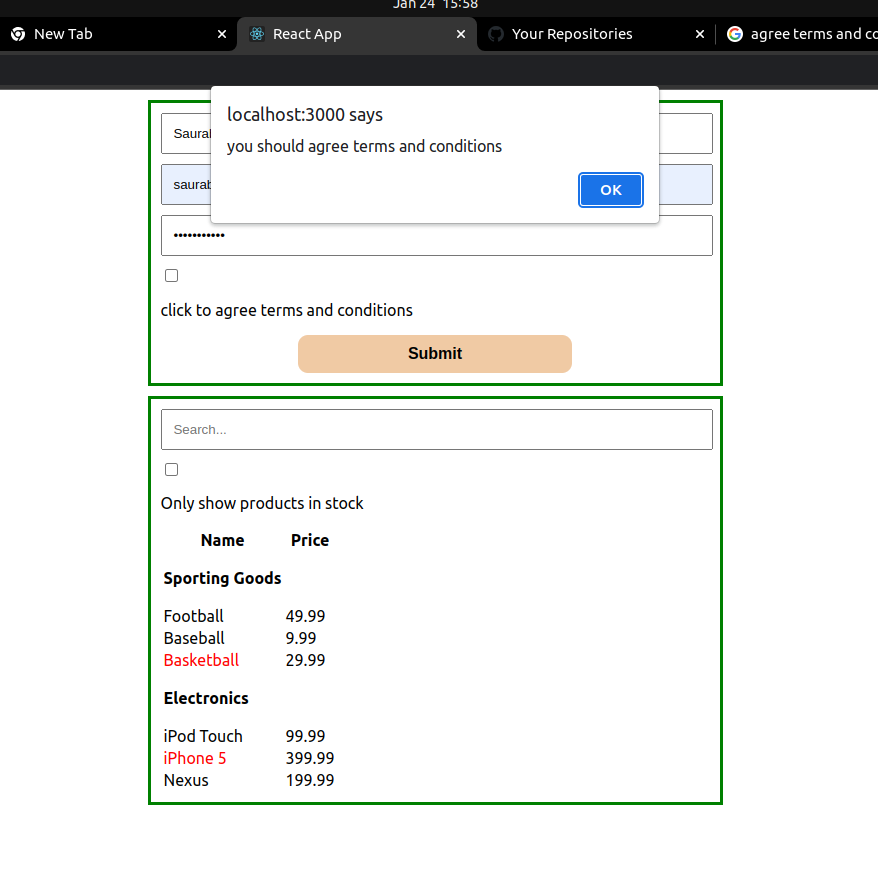 Jan 24 15:58
New Tab
React App
Your Repositories
agree terms and
localhost:3000 says
you should agree terms and conditions
OK
•••••••••••
click to agree terms and conditions
Submit
Search...
Only show products in stock
Name Price
Sporting Goods
Football 49.99
Baseball 9.99
Basketball 29.99
Electronics
iPod Touch 99.99
iPhone 5 399.99
Nexus 199.99